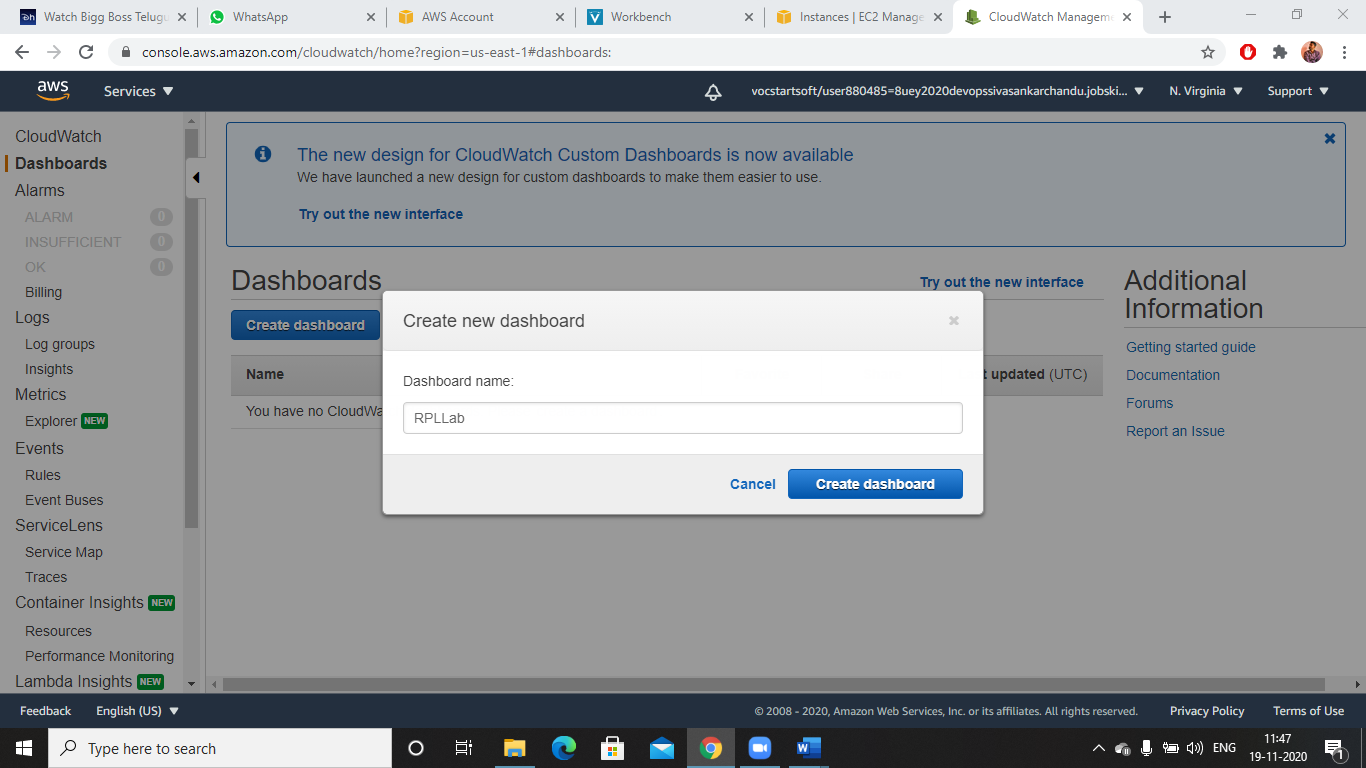 Watch Bigg Boss Telugu
WhatsApp
AWS Account
Workbench
Instances | EC2 Manage
CloudWatch Manageme
console.aws.amazon.com/cloudwatch/home?region=us-east-1#dashboards:
aws
Services
vocstartsoft/user880485=8uey2020devopssivasankarchandu.jobski...
N. Virginia
Support
CloudWatch
Dashboards
Alarms
ALARM 0
INSUFFICIENT 0
OK 0
Billing
Logs
Log groups
Insights
Metrics
Explorer NEW
Events
Rules
Event Buses
ServiceLens
Service Map
Traces
Container Insights NEW
Resources
Performance Monitoring
Lambda Insights NEW
The new design for CloudWatch Custom Dashboards is now available
We have launched a new design for custom dashboards to make them easier to use.
Try out the new interface
Dashboards
Try out the new interface
Create dashboard
Name
updated (UTC)
You have no CloudWa
Create new dashboard
Dashboard name:
RPLLab
Cancel
Create dashboard
Additional
Information
Getting started guide
Documentation
Forums
Report an Issue
Feedback
English (US)
© 2008 - 2020, Amazon Web Services, Inc. or its affiliates. All rights reserved.
Privacy Policy
Terms of Use
Type here to search
ENG
11:47
19-11-2020
1